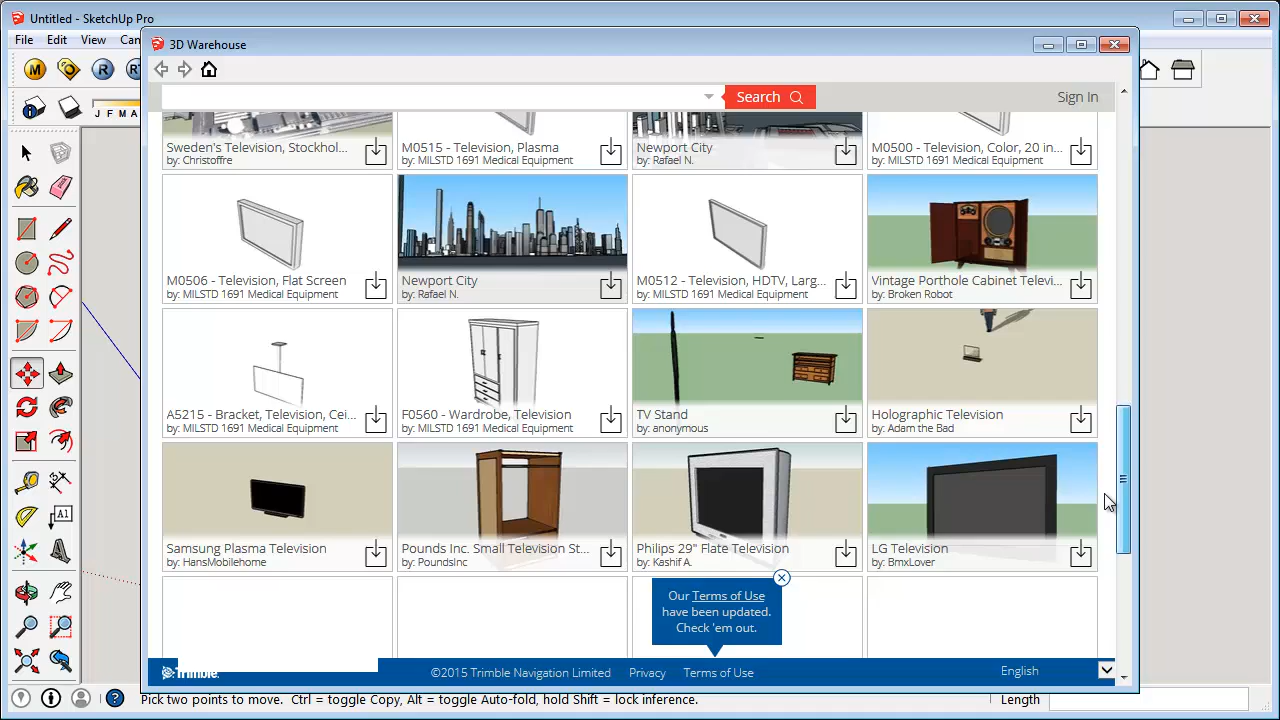 Untitled - SketchUp Pro
File Edit View
3D Warehouse
Search
Sign In
J F M A
Sweden's Television, Stockhol...
by: Christoffre
M0515 - Television, Plasma
by: MILSTD 1691 Medical Equipment
Newport City
by: Rafael N.
M0500 - Television, Color, 20 in...
by: MILSTD 1691 Medical Equipment
M0506 - Television, Flat Screen
by: MILSTD 1691 Medical Equipment
Newport City
by: Rafael N.
M0512 - Television, HDTV, Larg...
by: MILSTD 1691 Medical Equipment
Vintage Porthole Cabinet Televi...
by: Broken Robot
A5215 - Bracket, Television, Cei...
by: MILSTD 1691 Medical Equipment
F0560 - Wardrobe, Television
by: MILSTD 1691 Medical Equipment
TV Stand
by: anonymous
Holographic Television
by: Adam the Bad
Samsung Plasma Television
by: HansMobilehome
Pounds Inc. Small Television St...
by: PoundsInc
Philips 29" Flate Television
by: Kashif A.
LG Television
by: BmxLover
Our Terms of Use
have been updated.
Check 'em out.
Trimble.
©2015 Trimble Navigation Limited Privacy Terms of Use
English
Pick two points to move. Ctrl = toggle Copy, Alt = toggle Auto-fold, hold Shift = lock inference.
Length